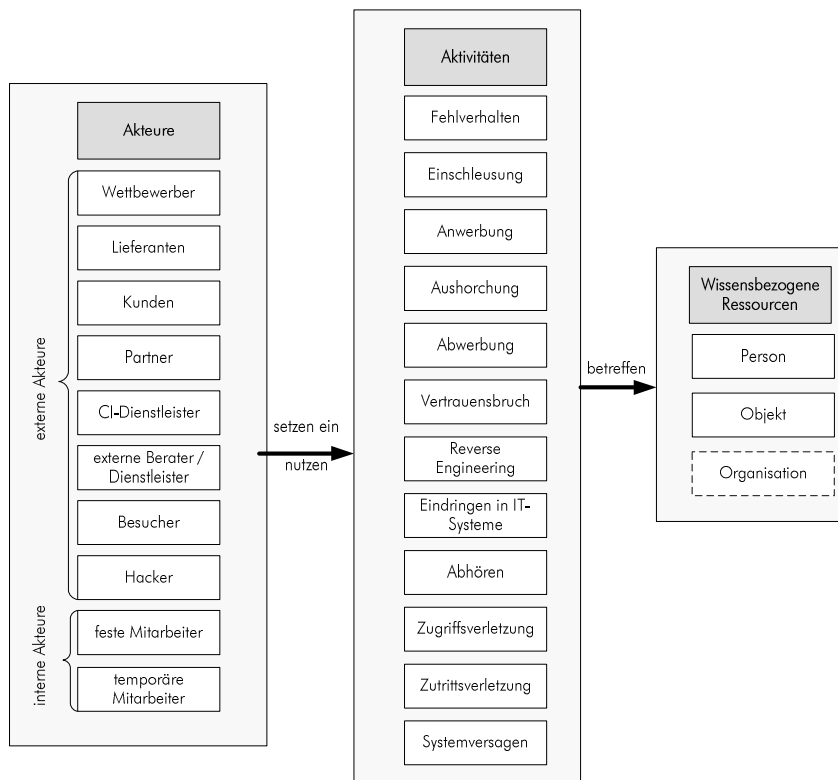 Akteure
externe Akteure
Wettbewerber
Lieferanten
Kunden
Partner
CI-Dienstleister
externe Berater /
Dienstleister
Besucher
Hacker
interne Akteure
feste Mitarbeiter
temporäre
Mitarbeiter
setzen ein
nutzen
Aktivitäten
Fehlverhalten
Einschleusung
Anwerbung
Aushorchung
Abwerbung
Vertrauensbruch
Reverse
Engineering
Eindringen in IT-
Systeme
Abhören
Zugriffsverletzung
Zutrittsverletzung
Systemversagen
betreffen
Wissensbezogene
Ressourcen
Person
Objekt
Organisation